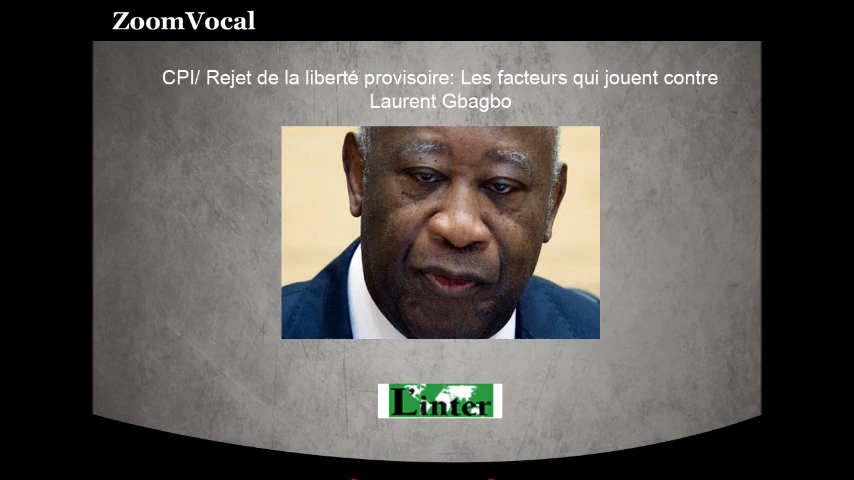 ZoomVocal
CPI/ Rejet de la liberté provisoire: Les facteurs qui jouent contre
Laurent Gbagbo
L'inter